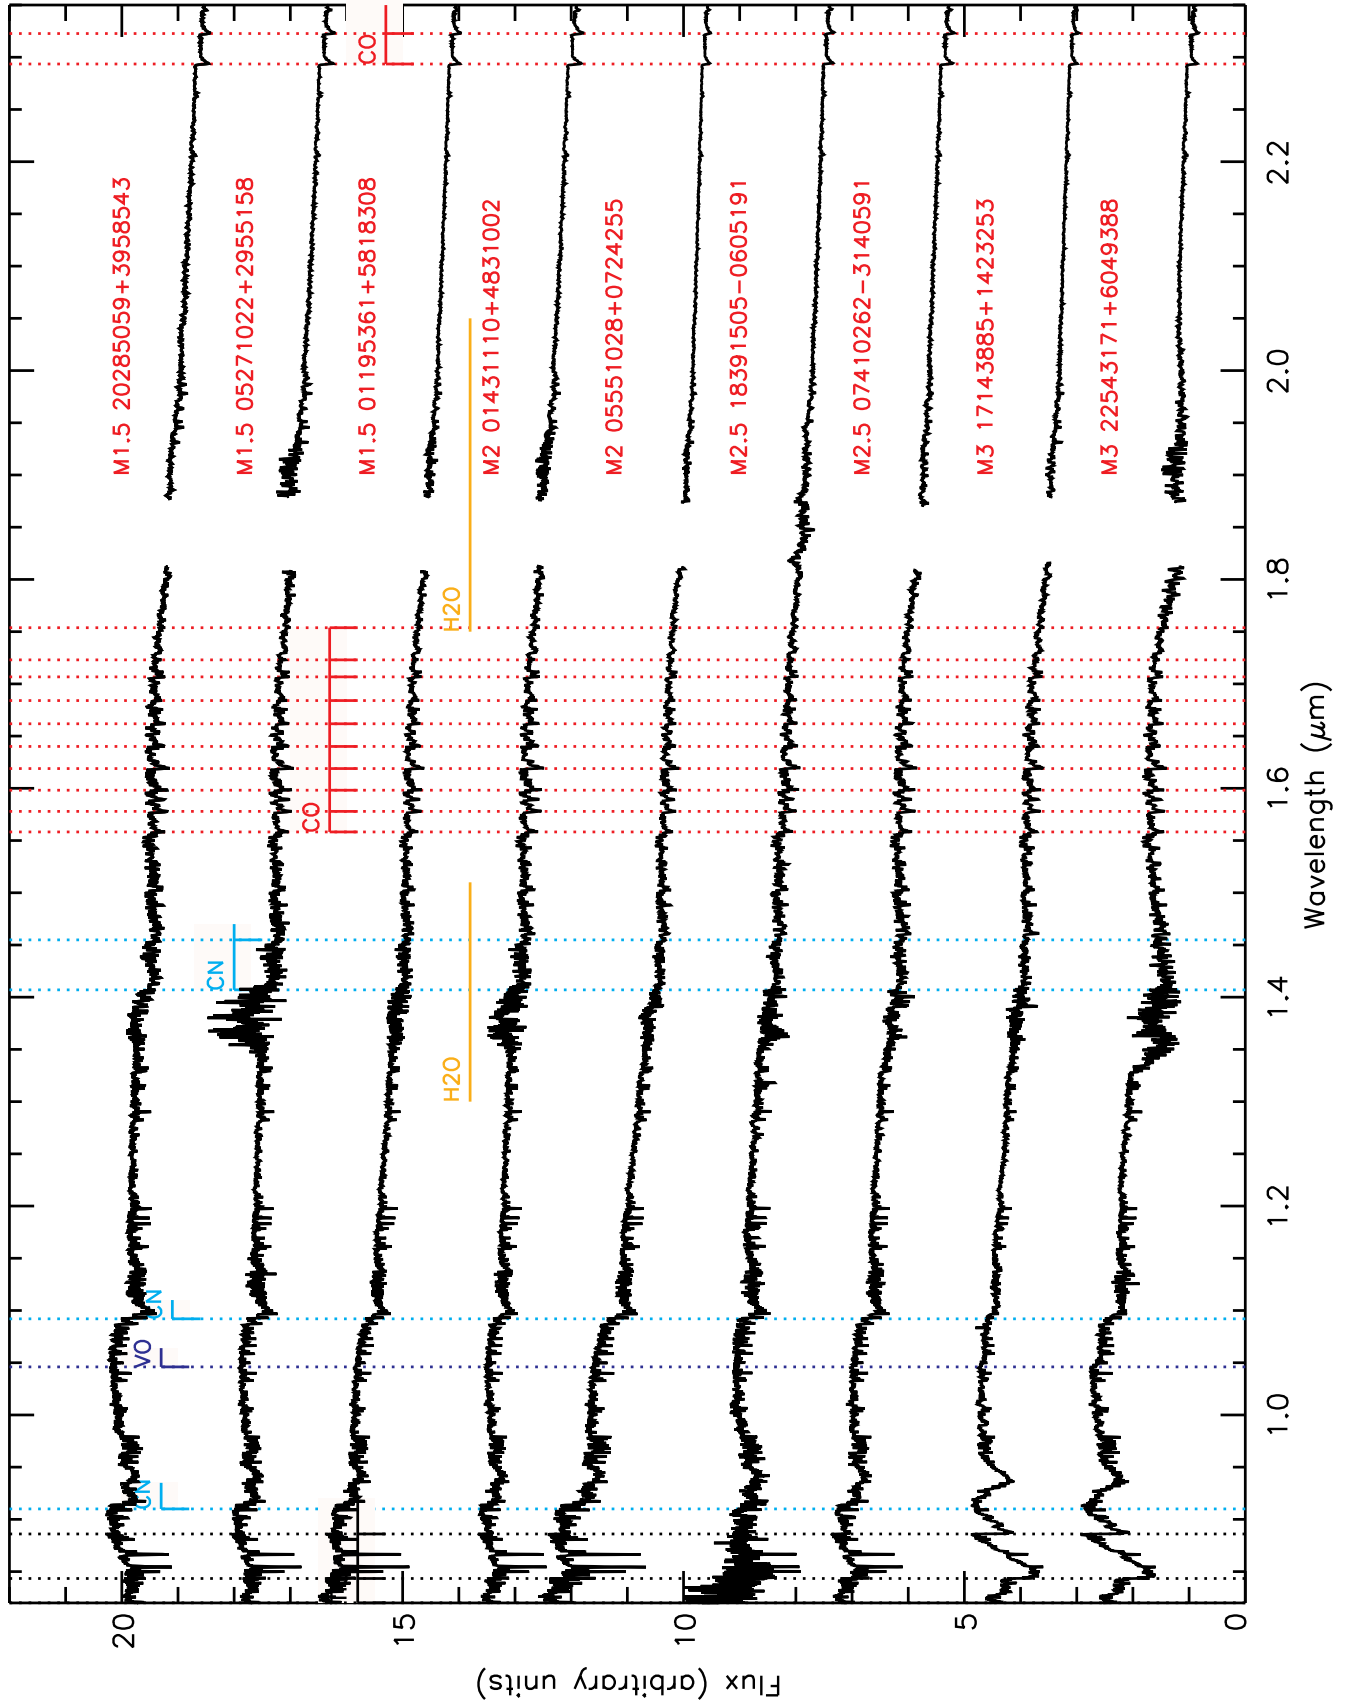 M1.5 20285059+3958543
M1.5 05271022+2955158
M1.5 01195361+5818308
M2 01431110+4831002
M2 05551028+0724255
M2.5 18391505-0605191
M2.5 07410262-3140591
M3 17143885+1423253
M3 22543171+6049388
CN
VO
CN
CN
CO
CO
H2O
H2O
20
15
10
5
0
Flux (arbitrary units)
1.0
1.2
1.4
1.6
1.8
2.0
2.2
Wavelength (μm)